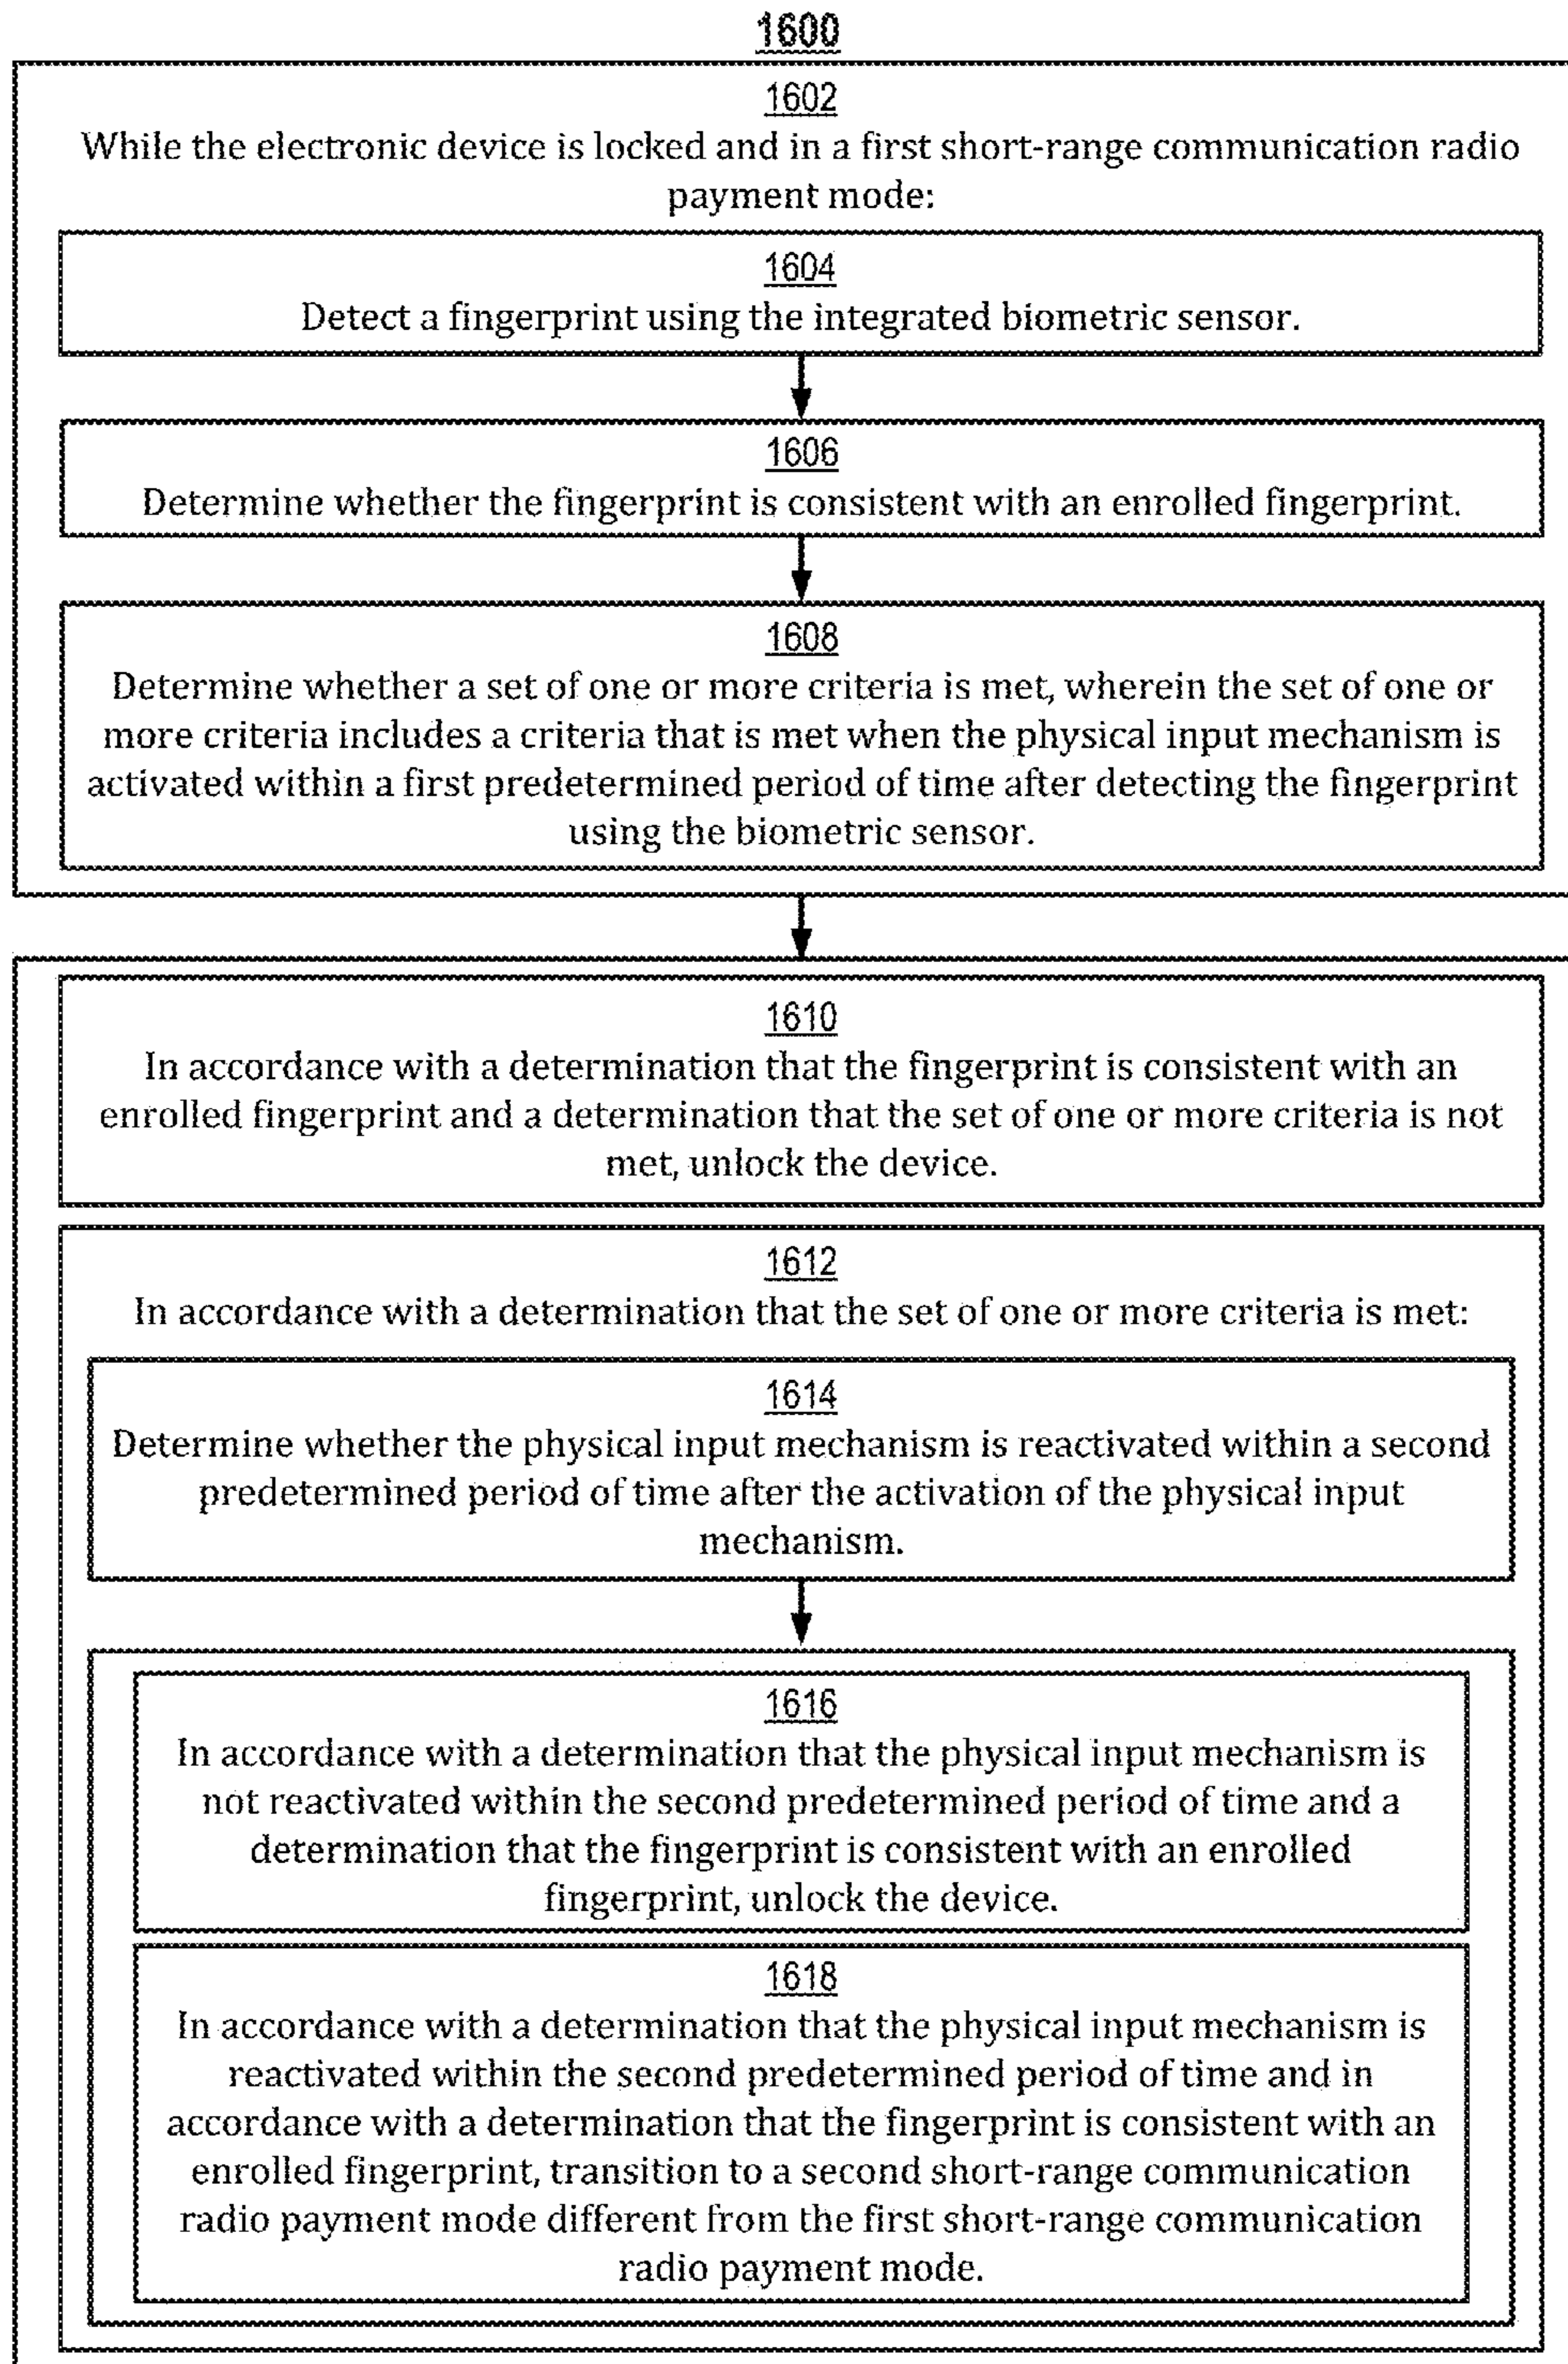 1600
1602
While the electronic device is locked and in a first short-range communication radio
payment mode:
1604
Detect a fingerprint using the integrated biometric sensor.
1606
Determine whether the fingerprint is consistent with an enrolled fingerprint.
1608
Determine whether a set of one or more criteria is met, wherein the set of one or
more criteria includes a criteria that is met when the physical input mechanism is
activated within a first predetermined period of time after detecting the fingerprint
using the biometric sensor.
1610
In accordance with a determination that the fingerprint is consistent with an
enrolled fingerprint and a determination that the set of one or more criteria is not
met, unlock the device.
1612
In accordance with a determination that the set of one or more criteria is met:
1614
Determine whether the physical input mechanism is reactivated within a second
predetermined period of time after the activation of the physical input
mechanism.
1616
In accordance with a determination that the physical input mechanism is
not reactivated within the second predetermined period of time and a
determination that the fingerprint is consistent with an enrolled
fingerprint, unlock the device.
1618
In accordance with a determination that the physical input mechanism is
reactivated within the second predetermined period of time and in
accordance with a determination that the fingerprint is consistent with an
enrolled fingerprint, transition to a second short-range communication
radio payment mode different from the first short-range communication
radio payment mode.